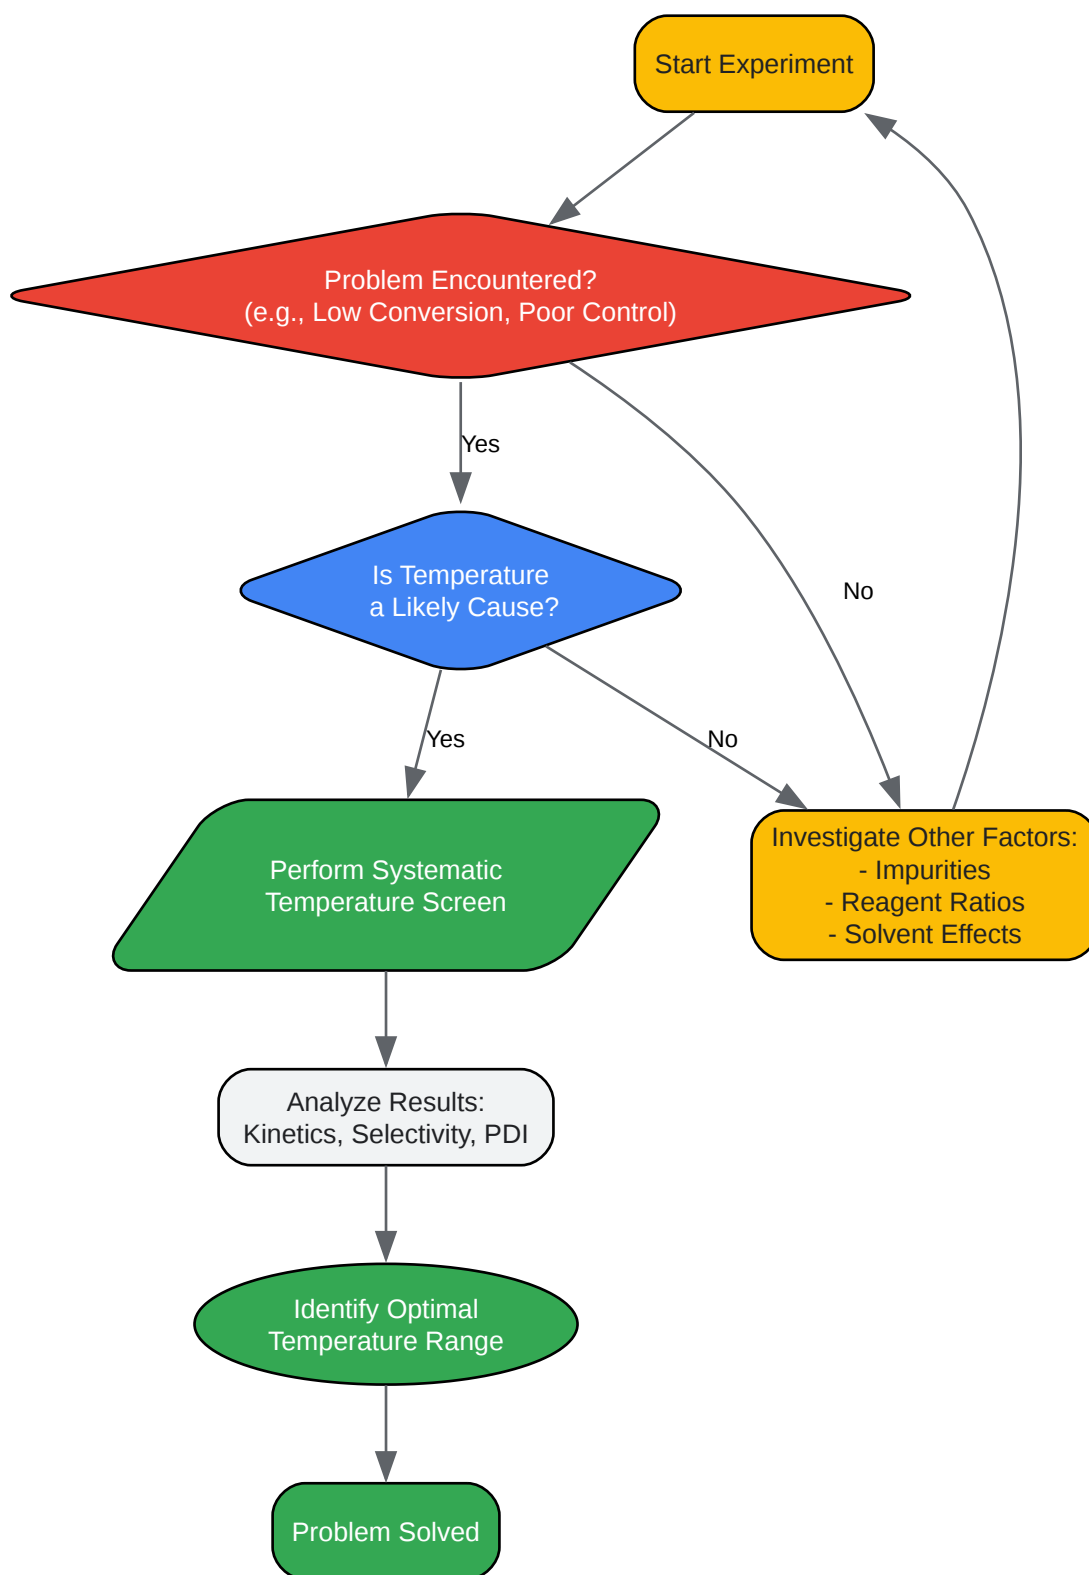 Start Experiment
Problem Encountered?
(e.g., Low Conversion, Poor Control)
Yes
Is Temperature
a Likely Cause?
No
Yes
No
Perform Systematic
Temperature Screen
Investigate Other Factors:
- Impurities
- Reagent Ratios
- Solvent Effects
Analyze Results:
Kinetics, Selectivity, PDI
Identify Optimal
Temperature Range
Problem Solved